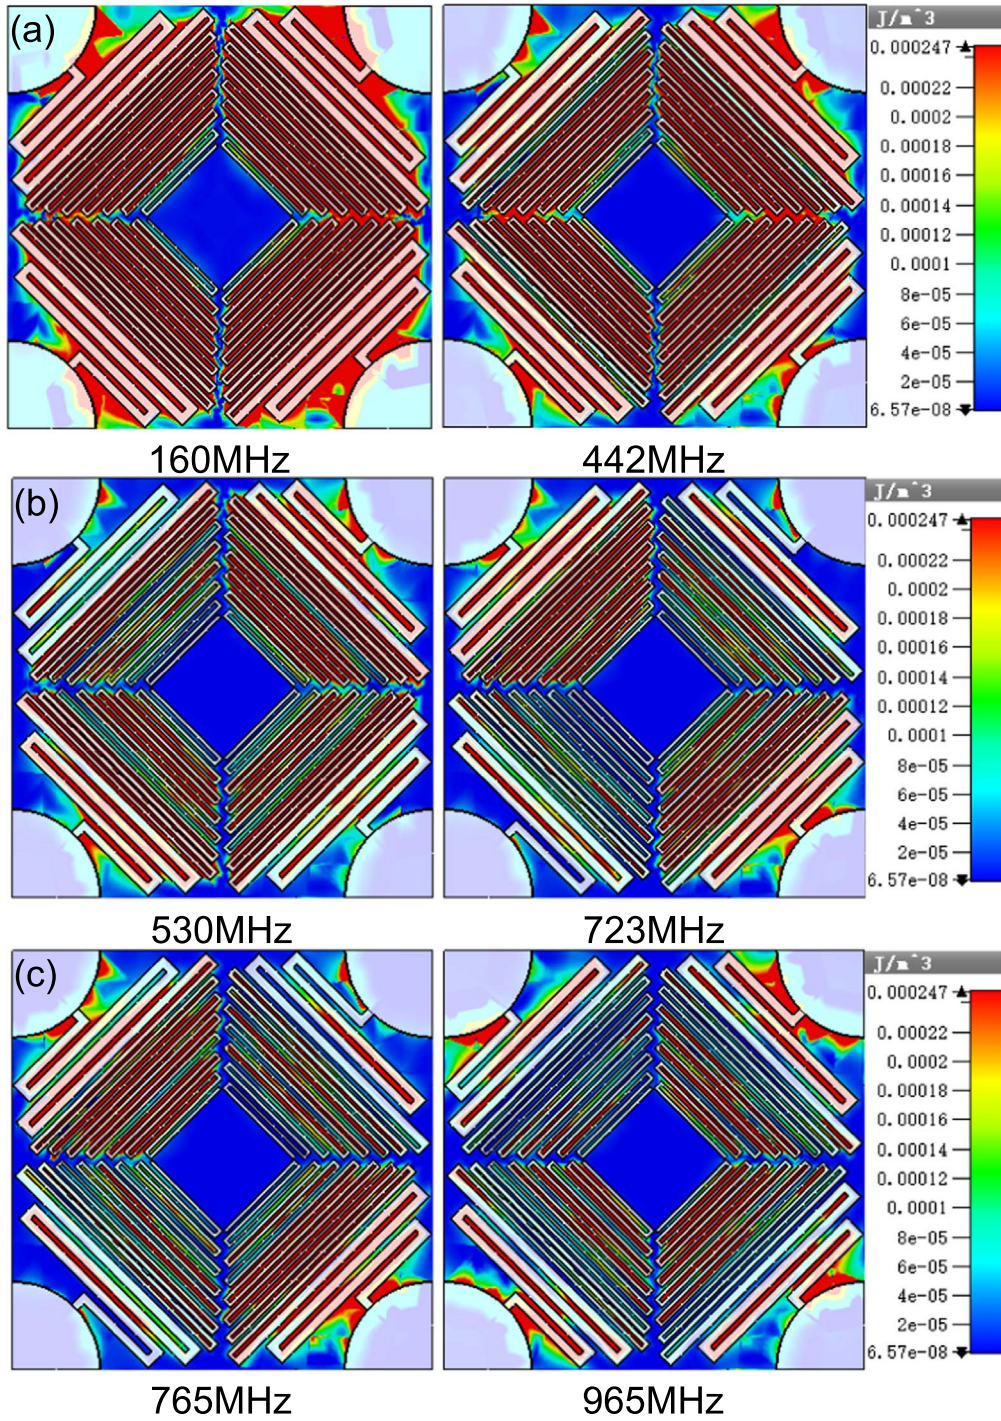 (a)
J/m^3
0.000247
0.00022
0.0002
0.00018
0.00016
0.00014
0.00012
0.0001
8e-05
6e-05
4e-05
2e-05
6.57e-08
160MHz 442MHz
(b)
J/m^3
0.000247
0.00022
0.0002
0.00018
0.00016
0.00014
0.00012
0.0001
8e-05
6e-05
4e-05
2e-05
6.57e-08
530MHz 723MHz
(c)
J/m^3
0.000247
0.00022
0.0002
0.00018
0.00016
0.00014
0.00012
0.0001
8e-05
6e-05
4e-05
2e-05
6.57e-08
765MHz 965MHz